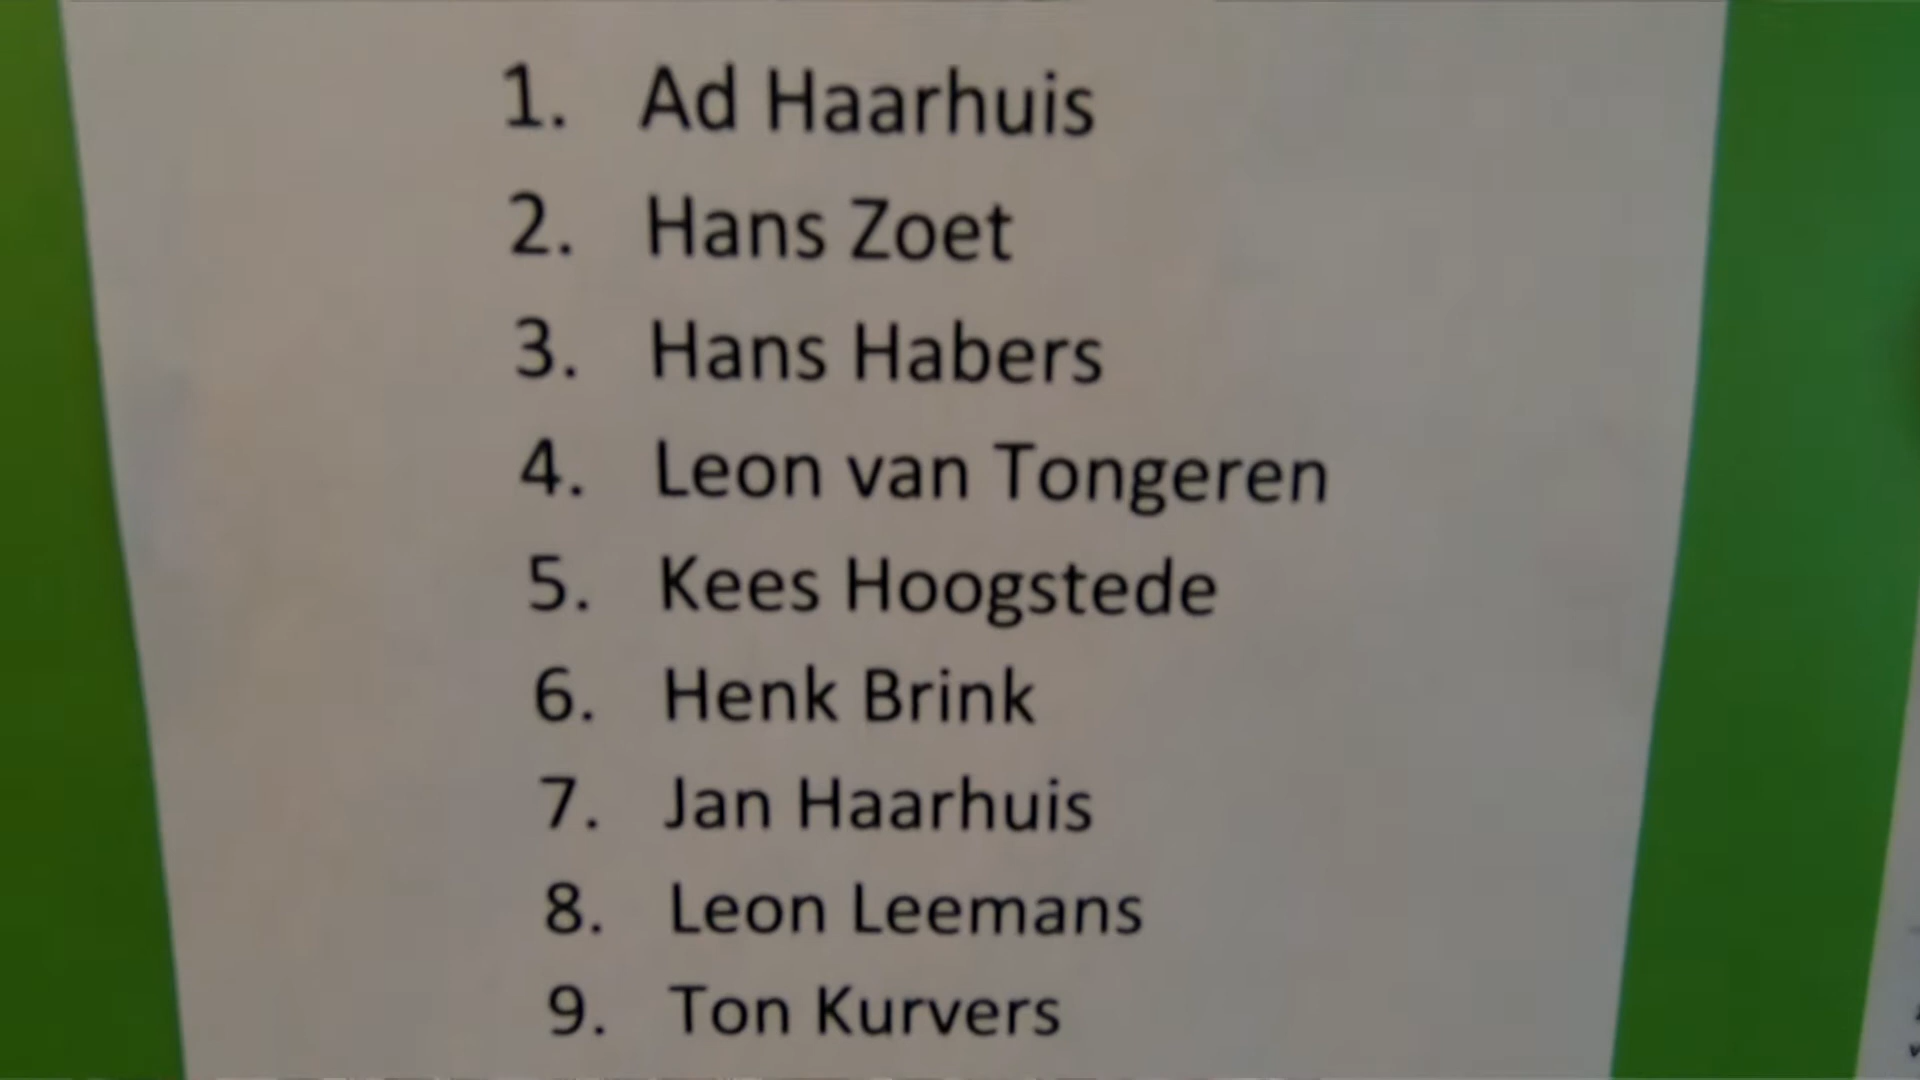 1. Ad Haarhuis
2. Hans Zoet
3. Hans Habers
4. Leon van Tongeren
5. Kees Hoogstede
6. Henk Brink
7. Jan Haarhuis
8. Leon Leemans
9. Ton Kurvers